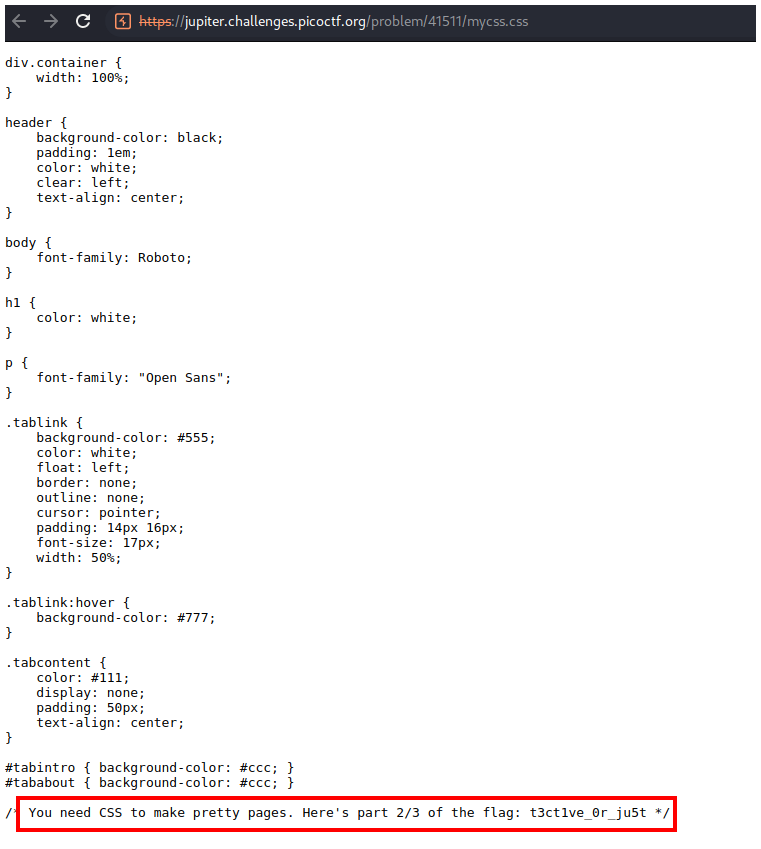 https://jupiter.challenges.picoctf.org/problem/41511/mycss.css
div.container {
    width: 100%;
}
header {
    background-color: black;
    padding: 1em;
    color: white;
    clear: left;
    text-align: center;
}
body {
    font-family: Roboto;
}
h1 {
    color: white;
}
p {
    font-family: "Open Sans";
}
.tablink {
    background-color: #555;
    color: white;
    float: left;
    border: none;
    outline: none;
    cursor: pointer;
    padding: 14px 16px;
    font-size: 17px;
    width: 50%;
}
.tablink:hover {
    background-color: #777;
}
.tabcontent {
    color: #111;
    display: none;
    padding: 50px;
    text-align: center;
}
#tabintro { background-color: #ccc; }
#tababout { background-color: #ccc; }
/* You need CSS to make pretty pages. Here's part 2/3 of the flag: t3ct1ve_0r_ju5t */